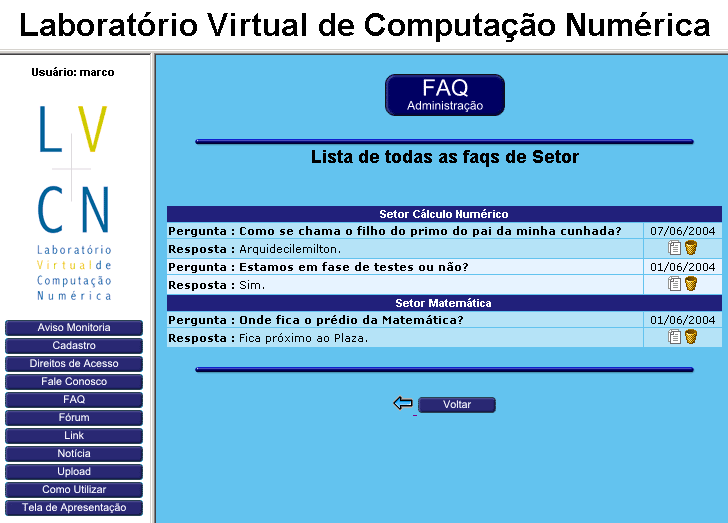 Laboratório Virtual de Computação Numérica
Usuário: marco
L V
C N
Laboratório
Virtual de
Computação
Numérica
Aviso Monitoria
Cadastro
Direitos de Acesso
Fale Conosco
FAQ
Fórum
Link
Notícia
Upload
Como Utilizar
Tela de Apresentação
FAQ
Administração
Lista de todas as faqs de Setor
Setor Cálculo Numérico
Pergunta : Como se chama o filho do primo do pai da minha cunhada? 07/06/2004
Resposta : Arquidecilemilton.
Pergunta : Estamos em fase de testes ou não? 01/06/2004
Resposta : Sim.
Setor Matemática
Pergunta : Onde fica o prédio da Matemática? 01/06/2004
Resposta : Fica próximo ao Plaza.
Voltar